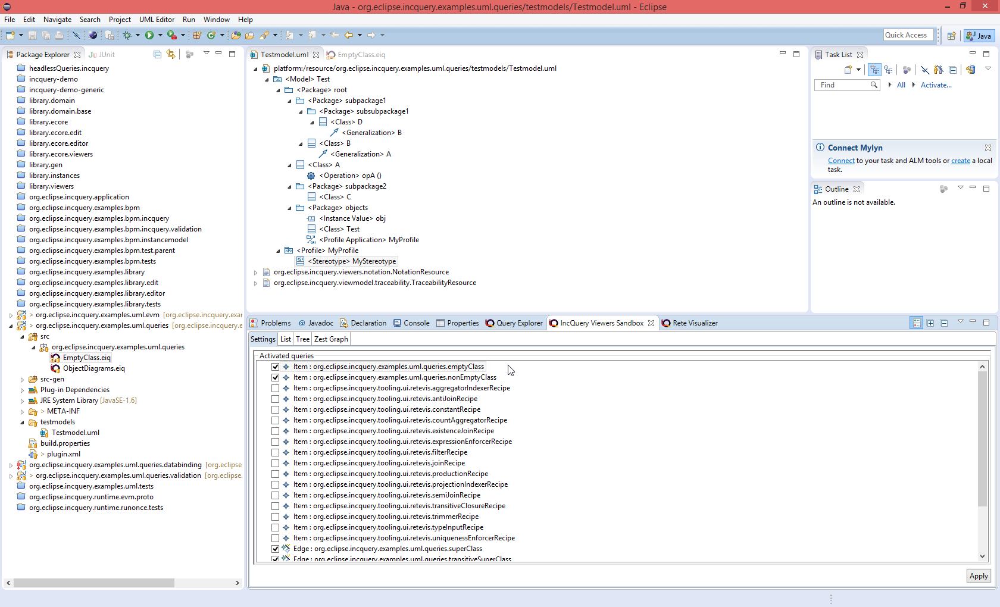 Java - org.eclipse.incquery.examples.uml.queries/testmodels/Testmodel.uml - Eclipse
File Edit Navigate Search Project UML Editor Run Window Help
Quick Access
Java
Package Explorer
JUnit
headlessQueries.incquery
incquery-demo
incquery-demo-generic
library.domain
library.domain.base
library.ecore
library.ecore.edit
library.ecore.editor
library.ecore.viewers
library.gen
library.instances
library.viewers
org.eclipse.incquery.application
org.eclipse.incquery.examples.bpm
org.eclipse.incquery.examples.bpm.incquery
org.eclipse.incquery.examples.bpm.incquery.validation
org.eclipse.incquery.examples.bpm.instancemodel
org.eclipse.incquery.examples.bpm.test.parent
org.eclipse.incquery.examples.bpm.tests
org.eclipse.incquery.examples.library
org.eclipse.incquery.examples.library.edit
org.eclipse.incquery.examples.library.editor
org.eclipse.incquery.examples.library.tests
> org.eclipse.incquery.examples.uml.evm [org.eclipse.incquery.exar
> org.eclipse.incquery.examples.uml.queries [org.eclipse.incquery.e
src
org.eclipse.incquery.examples.uml.queries
EmptyClass.eiq
ObjectDiagrams.eiq
src-gen
Plug-in Dependencies
JRE System Library [JavaSE-1.6]
> META-INF
testmodels
Testmodel.uml
build.properties
> plugin.xml
org.eclipse.incquery.examples.uml.queries.databinding [org.eclipse
> org.eclipse.incquery.examples.uml.queries.validation [org.eclipse.
org.eclipse.incquery.examples.uml.tests
org.eclipse.incquery.runtime.evm.proto
org.eclipse.incquery.runtime.runonce.tests
Testmodel.uml
EmptyClass.eiq
platform:/resource/org.eclipse.incquery.examples.uml.queries/testmodels/Testmodel.uml
<Model> Test
<Package> root
<Package> subpackage1
<Package> subsubpackage1
<Class> D
<Generalization> B
<Class> B
<Generalization> A
<Class> A
<Operation> opA ()
<Package> subpackage2
<Class> C
<Package> objects
<Instance Value> obj
<Class> Test
<Profile Application> MyProfile
<Profile> MyProfile
<Stereotype> MyStereotype
org.eclipse.incquery.viewers.notation.NotationResource
org.eclipse.incquery.viewmodel.traceability.TraceabilityResource
Task List
Find
All
Activate...
Connect Mylyn
Connect to your task and ALM tools or create a local
task.
Outline
An outline is not available.
Problems
@ Javadoc
Declaration
Console
Properties
Query Explorer
IncQuery Viewers Sandbox
Rete Visualizer
Settings List Tree Zest Graph
Activated queries
Item : org.eclipse.incquery.examples.uml.queries.emptyClass
Item : org.eclipse.incquery.examples.uml.queries.nonEmptyClass
Item : org.eclipse.incquery.tooling.ui.retevis.aggregatorIndexerRecipe
Item : org.eclipse.incquery.tooling.ui.retevis.antiJoinRecipe
Item : org.eclipse.incquery.tooling.ui.retevis.constantRecipe
Item : org.eclipse.incquery.tooling.ui.retevis.countAggregatorRecipe
Item : org.eclipse.incquery.tooling.ui.retevis.existenceJoinRecipe
Item : org.eclipse.incquery.tooling.ui.retevis.expressionEnforcerRecipe
Item : org.eclipse.incquery.tooling.ui.retevis.filterRecipe
Item : org.eclipse.incquery.tooling.ui.retevis.joinRecipe
Item : org.eclipse.incquery.tooling.ui.retevis.productionRecipe
Item : org.eclipse.incquery.tooling.ui.retevis.projectionIndexerRecipe
Item : org.eclipse.incquery.tooling.ui.retevis.semiJoinRecipe
Item : org.eclipse.incquery.tooling.ui.retevis.transitiveClosureRecipe
Item : org.eclipse.incquery.tooling.ui.retevis.trimmerRecipe
Item : org.eclipse.incquery.tooling.ui.retevis.typeInputRecipe
Item : org.eclipse.incquery.tooling.ui.retevis.uniquenessEnforcerRecipe
Edge : org.eclipse.incquery.examples.uml.queries.superClass
Edge : org.eclipse.incquery.examples.uml.queries.transitiveSuperClass
Apply